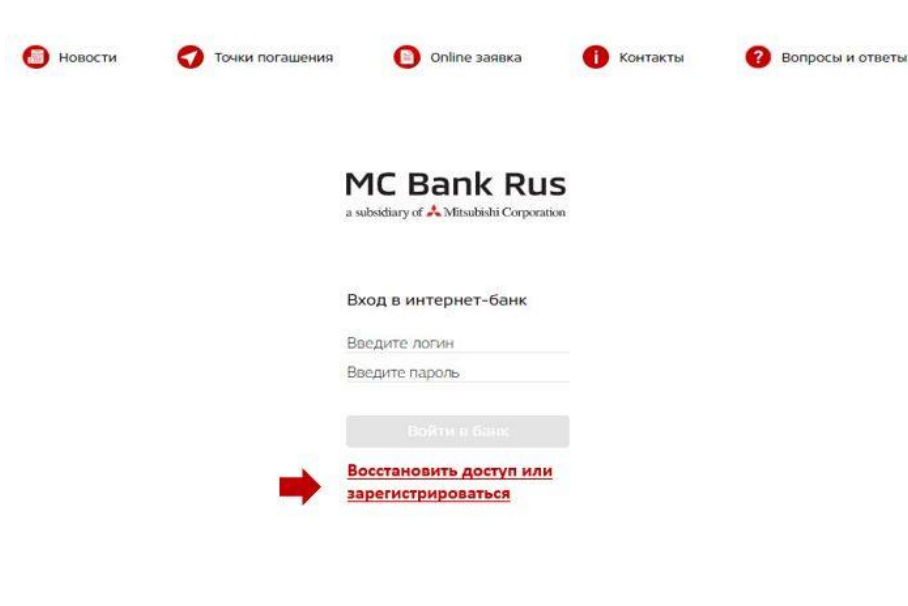 Новости
Точки погашения
Online заявка
Контакты
Вопросы и ответы
MC Bank Rus
a subsidiary of Mitsubishi Corporation
Вход в интернет-банк
Введите логин
Введите пароль
Войти в банк
Восстановить доступ или
зарегистрироваться